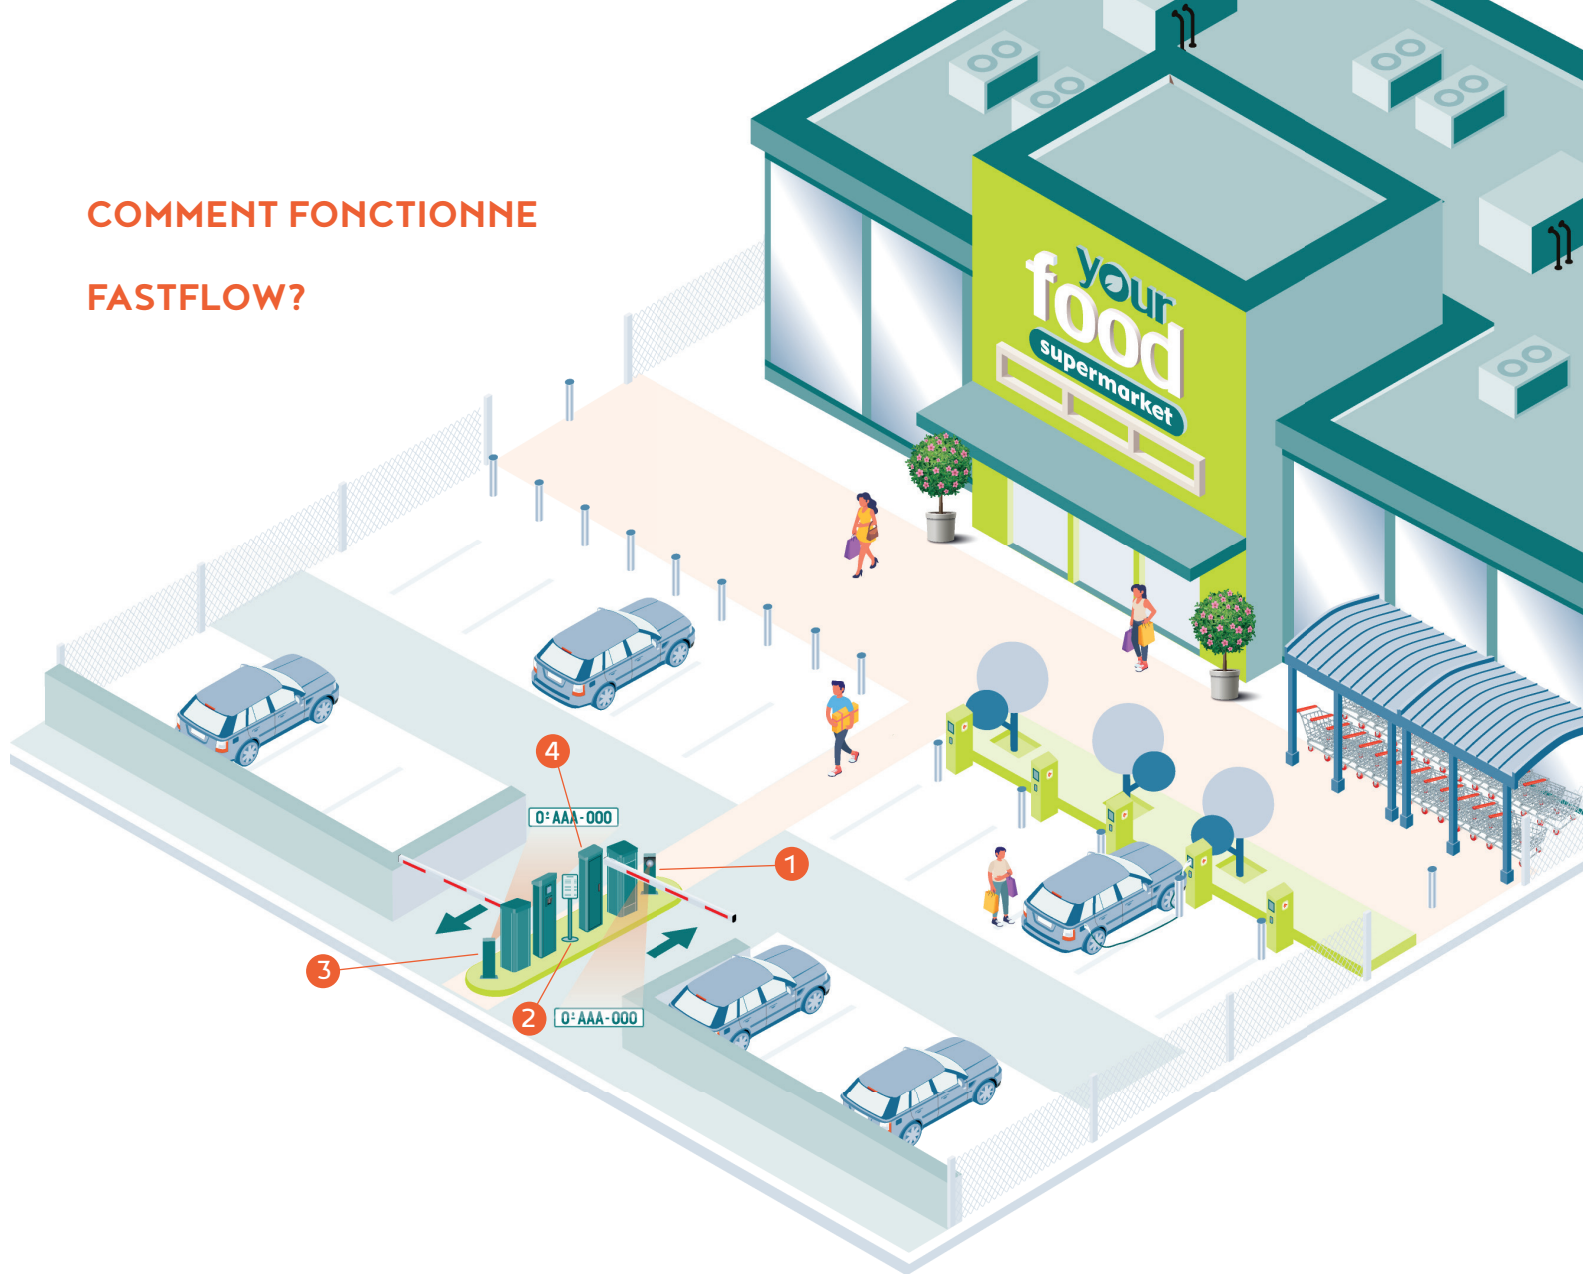 COMMENT FONCTIONNE
FASTFLOW?
your
food
supermarket
4
0:AAA-000
1
3
2
0:AAA-000